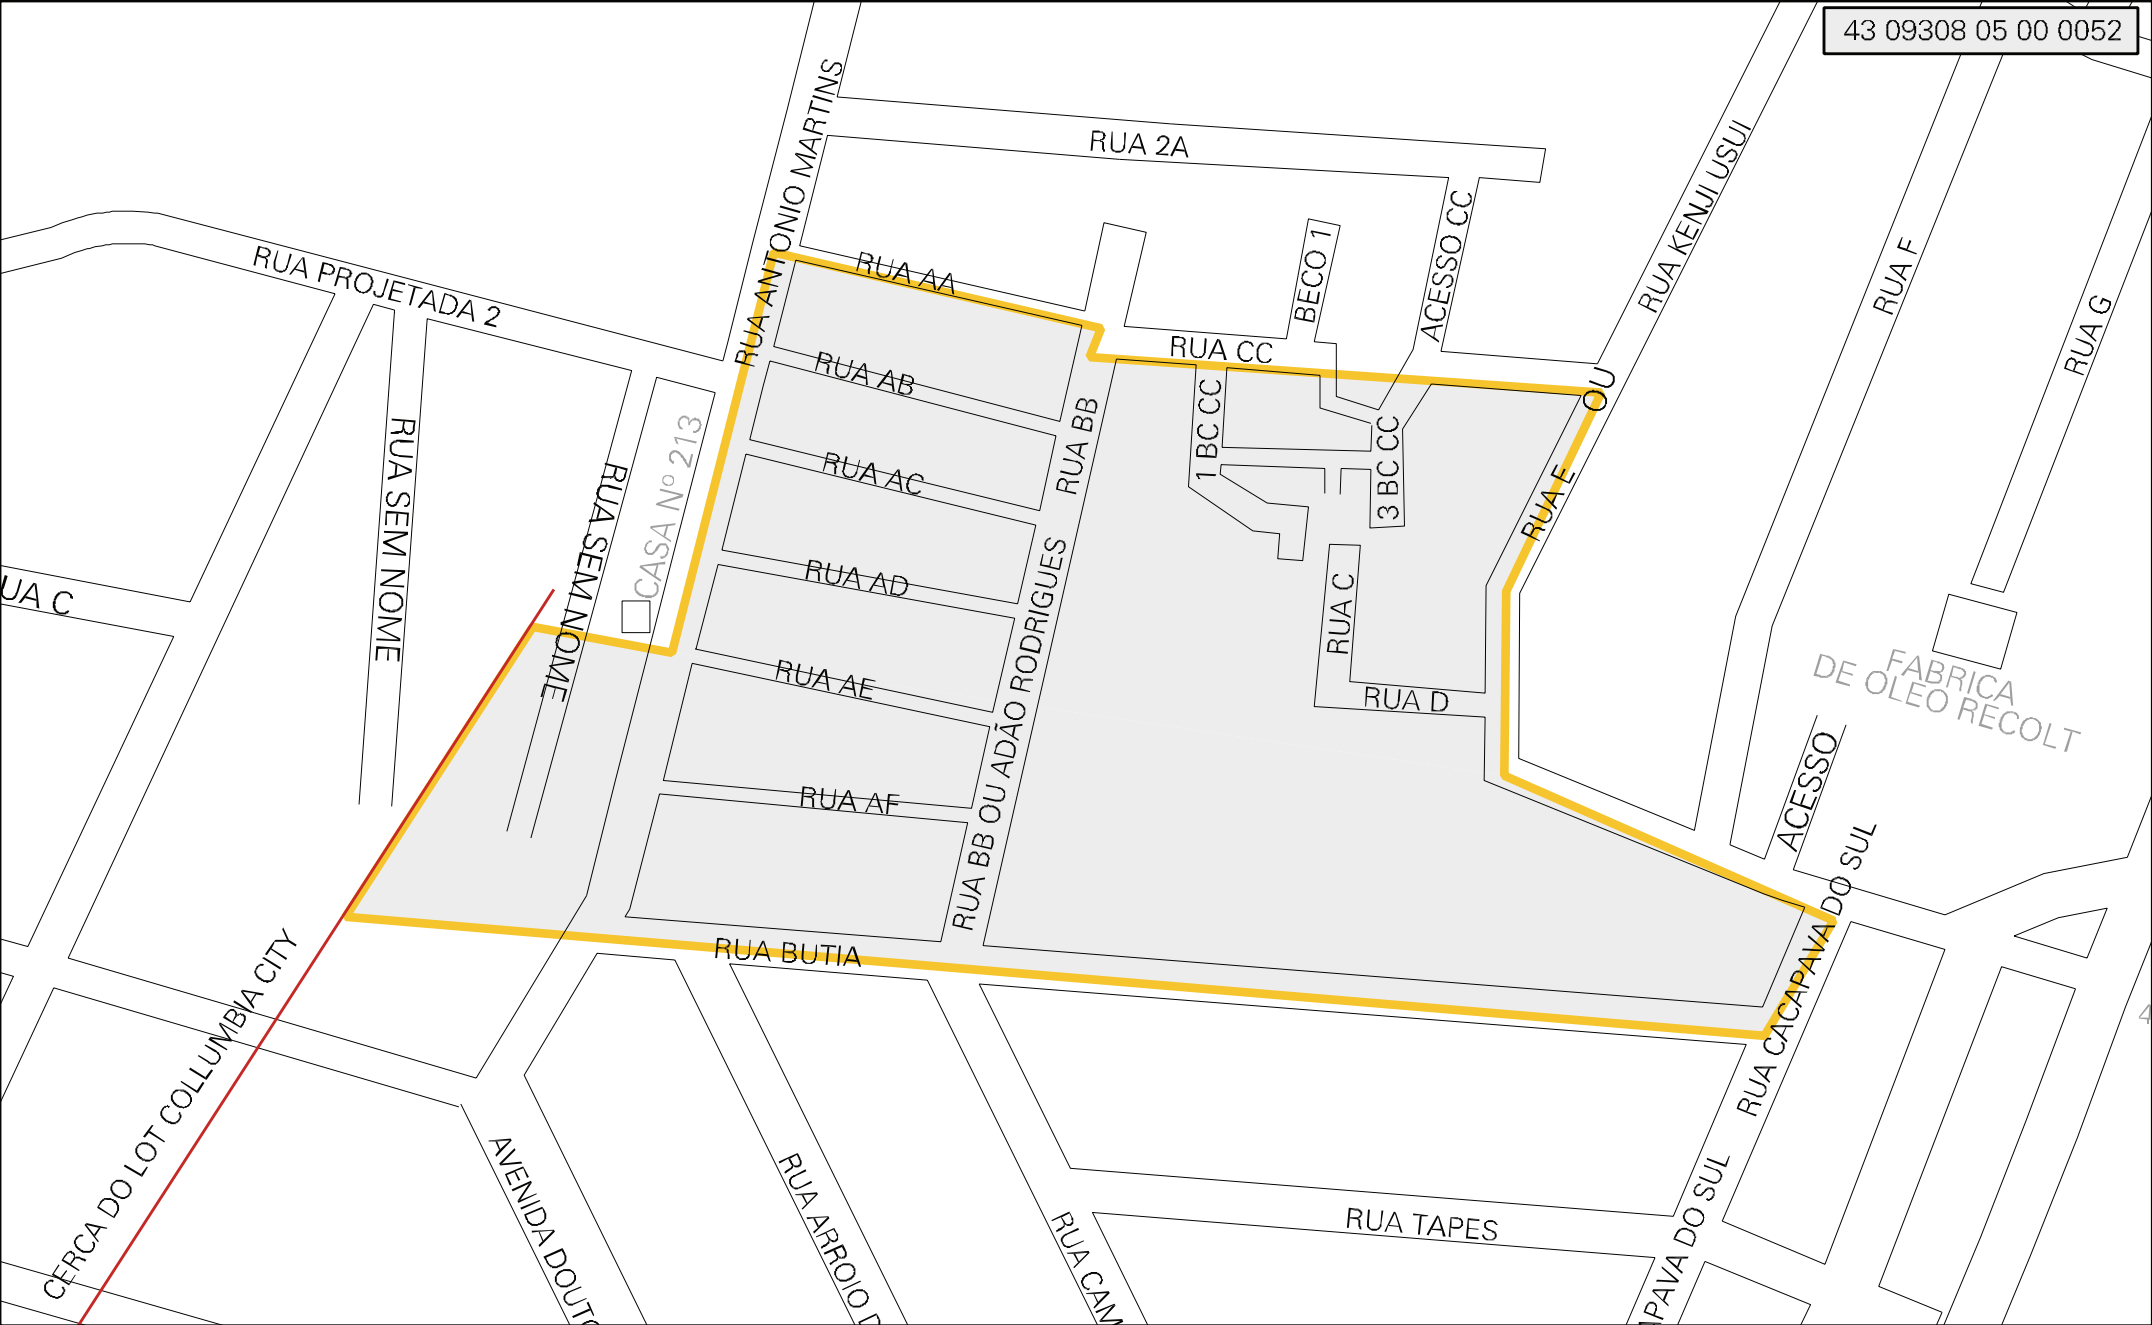 43 09308 05 00 0052
RUA ANTONIO MARTINS
RUA 2A
RUA KENJI USUI
OU
RUA E
RUA F
RUA G
RUA PROJETADA 2
RUA AA
BECO 1
ACESSO CC
RUA CC
RUA AB
RUA BB
1 BC CC
3 BC CC
RUA SEM NOME
RUA SEM NOME
CASA Nº 213
RUA AC
RUA AD
UA C
RUA C
RUA D
RUA AE
RUA AF
RUA BB OU ADÃO RODRIGUES
FABRICA
DE OLEO RECOLT
ACESSO
RUA CACAPAVA DO SUL
RUA BUTIA
CERCA DO LOT COLLUMBIA CITY
4
AVENIDA DOUTO
RUA ARROIO D
RUA CAM
RUA TAPES
APAVA DO SUL